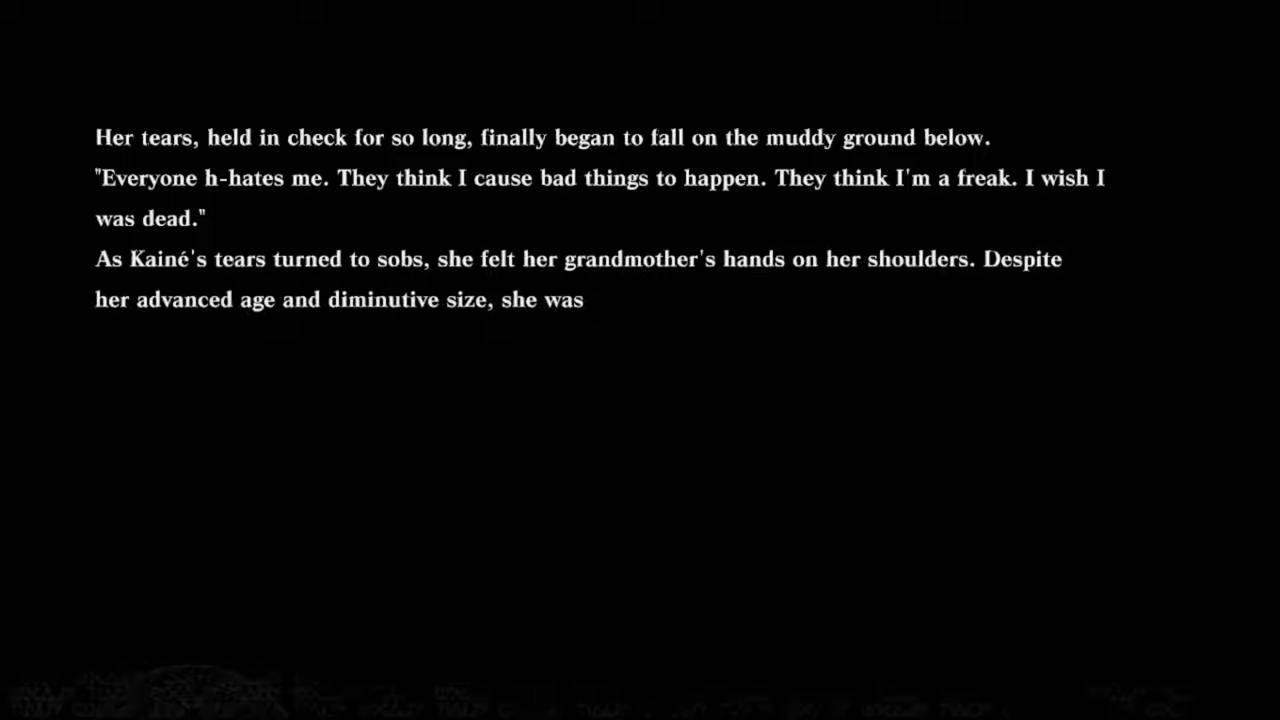 Her tears, held in check for so long, finally began to fall on the muddy ground below.
"Everyone h-hates me. They think I cause bad things to happen. They think I'm a freak. I wish I
was dead."
As Kainé's tears turned to sobs, she felt her grandmother's hands on her shoulders. Despite
her advanced age and diminutive size, she was